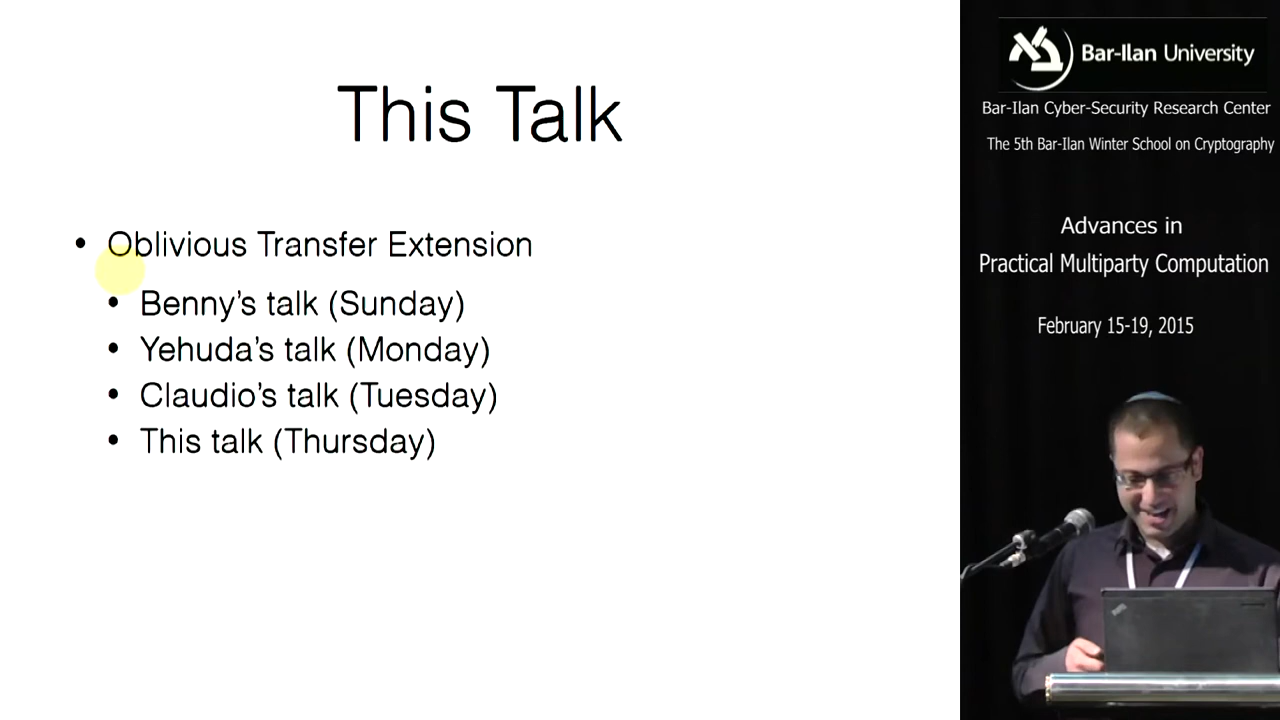 This Talk
• Oblivious Transfer Extension
• Benny's talk (Sunday)
• Yehuda's talk (Monday)
• Claudio's talk (Tuesday)
• This talk (Thursday)
Bar-Ilan University
Bar-Ilan Cyber-Security Research Center
The 5th Bar-Ilan Winter School on Cryptography
Advances in
Practical Multiparty Computation
February 15-19, 2015